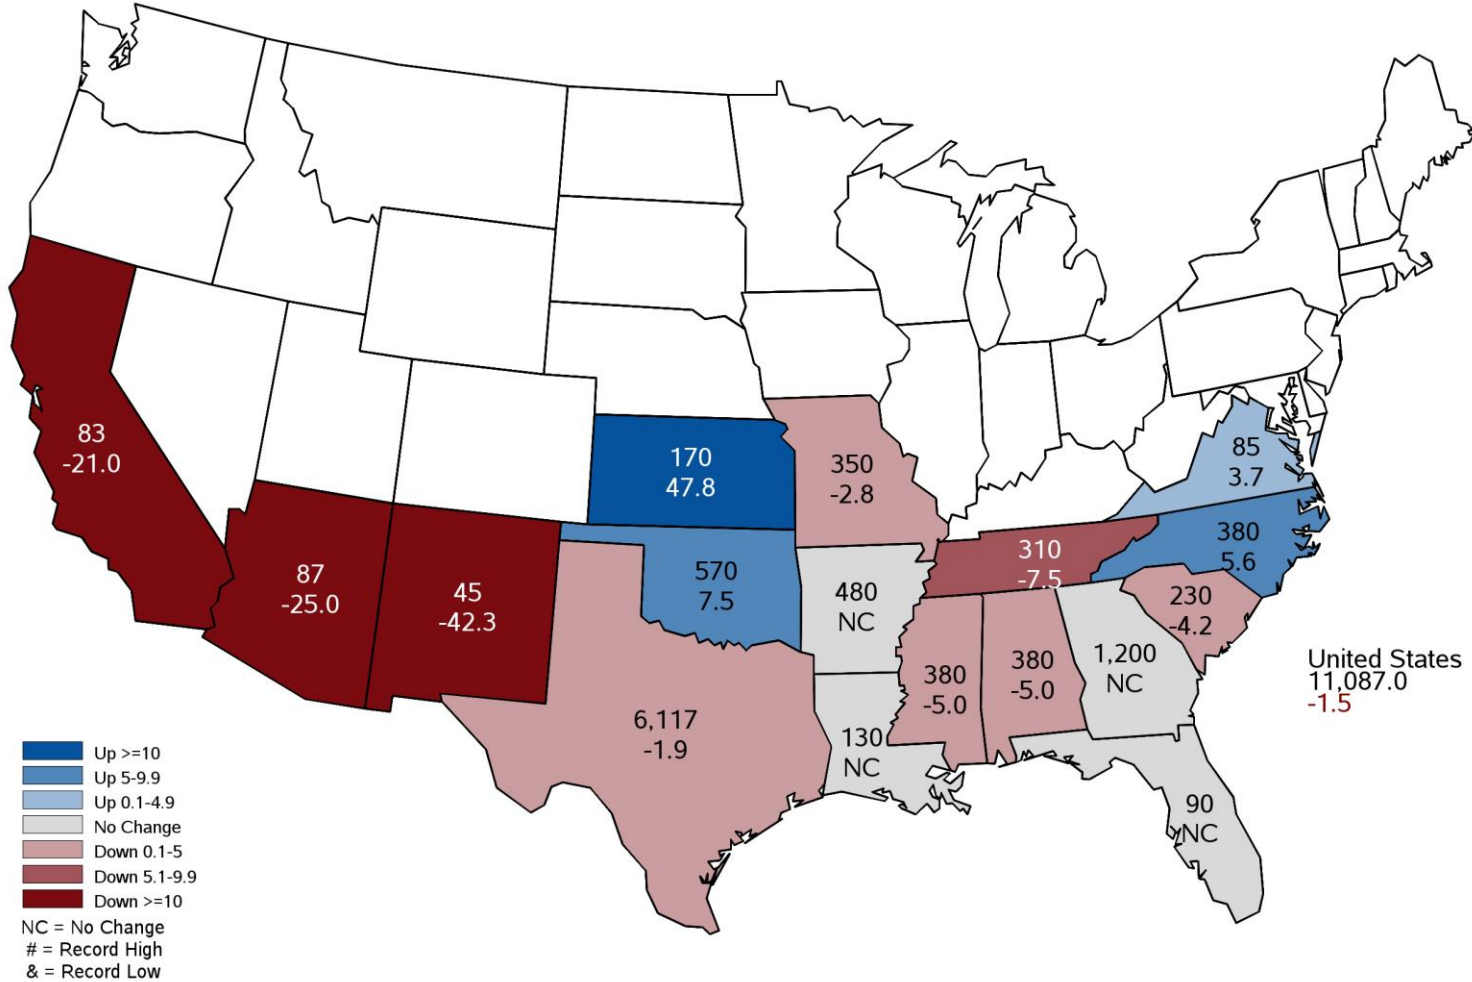 83
-21.0
87
-25.0
45
-42.3
170
47.8
570
7.5
6,117
-1.9
350
-2.8
480
NC
130
NC
310
-7.5
380
-5.0
380
-5.0
1,200
NC
90
NC
85
3.7
380
5.6
230
-4.2
United States
11,087.0
-1.5
Up >=10
Up 5-9.9
Up 0.1-4.9
No Change
Down 0.1-5
Down 5.1-9.9
Down >=10
NC = No Change
# = Record High
& = Record Low